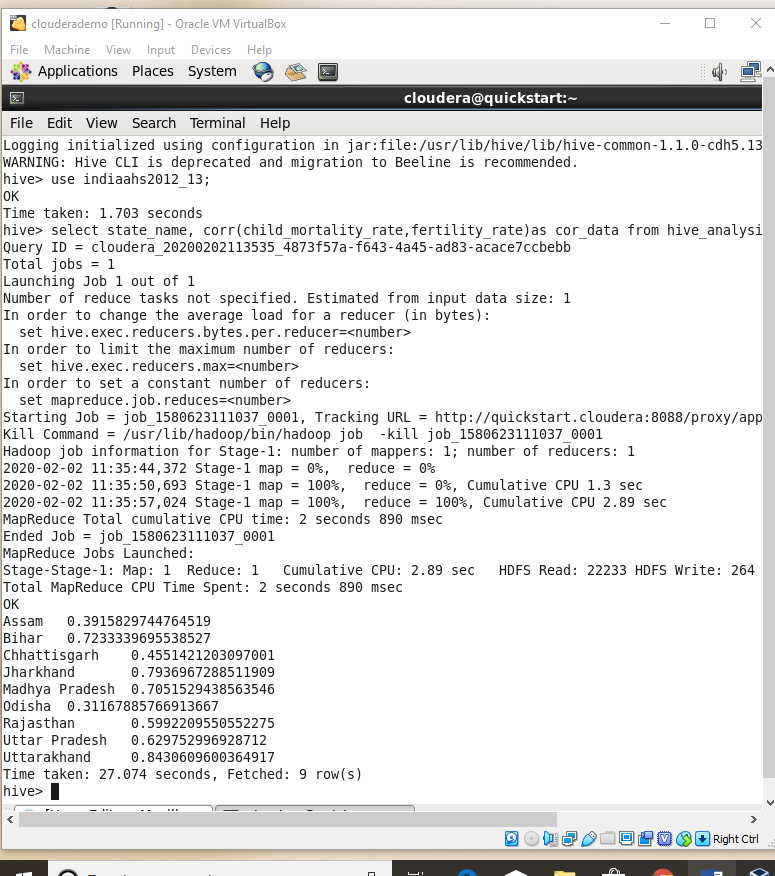 clouderademo [Running] - Oracle VM VirtualBox
File Machine View Input Devices Help
Applications Places System
cloudera@quickstart:~
File Edit View Search Terminal Help
Logging initialized using configuration in jar:file:/usr/lib/hive/lib/hive-common-1.1.0-cdh5.13
WARNING: Hive CLI is deprecated and migration to Beeline is recommended.
hive> use indiaahs2012_13;
OK
Time taken: 1.703 seconds
hive> select state_name, corr(child_mortality_rate,fertility_rate)as cor_data from hive_analysi
Query ID = cloudera_20200202113535_4873f57a-f643-4a45-ad83-acace7ccbebb
Total jobs = 1
Launching Job 1 out of 1
Number of reduce tasks not specified. Estimated from input data size: 1
In order to change the average load for a reducer (in bytes):
  set hive.exec.reducers.bytes.per.reducer=<number>
In order to limit the maximum number of reducers:
  set hive.exec.reducers.max=<number>
In order to set a constant number of reducers:
  set mapreduce.job.reduces=<number>
Starting Job = job_1580623111037_0001, Tracking URL = http://quickstart.cloudera:8088/proxy/app
Kill Command = /usr/lib/hadoop/bin/hadoop job  -kill job_1580623111037_0001
Hadoop job information for Stage-1: number of mappers: 1; number of reducers: 1
2020-02-02 11:35:44,372 Stage-1 map = 0%,  reduce = 0%
2020-02-02 11:35:50,693 Stage-1 map = 100%,  reduce = 0%, Cumulative CPU 1.3 sec
2020-02-02 11:35:57,024 Stage-1 map = 100%,  reduce = 100%, Cumulative CPU 2.89 sec
MapReduce Total cumulative CPU time: 2 seconds 890 msec
Ended Job = job_1580623111037_0001
MapReduce Jobs Launched:
Stage-Stage-1: Map: 1  Reduce: 1   Cumulative CPU: 2.89 sec   HDFS Read: 22233 HDFS Write: 264
Total MapReduce CPU Time Spent: 2 seconds 890 msec
OK
Assam	0.3915829744764519
Bihar	0.7233339695538527
Chhattisgarh	0.4551421203097001
Jharkhand	0.7936967288511909
Madhya Pradesh	0.7051529438563546
Odisha	0.31167885766913667
Rajasthan	0.5992209550552275
Uttar Pradesh	0.629752996928712
Uttarakhand	0.8430609600364917
Time taken: 27.074 seconds, Fetched: 9 row(s)
hive>
Right Ctrl